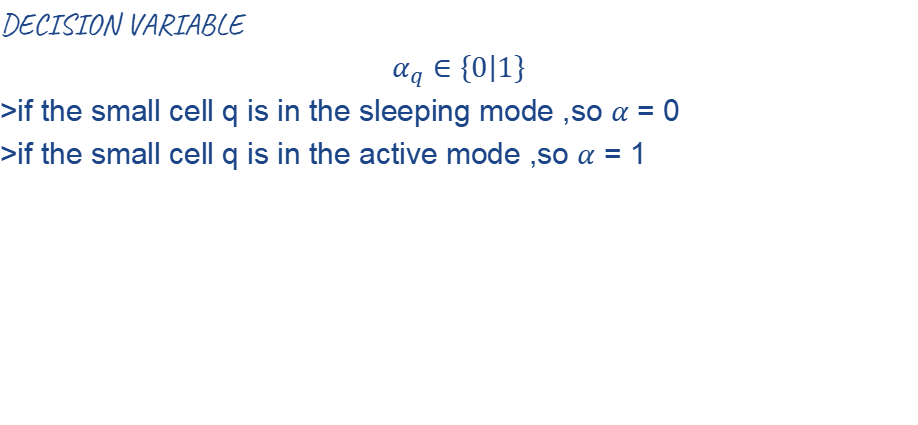 DECISION VARIABLE
𝛼𝑞 ∈ {0|1}
>if the small cell q is in the sleeping mode ,so 𝛼 = 0
>if the small cell q is in the active mode ,so 𝛼 = 1